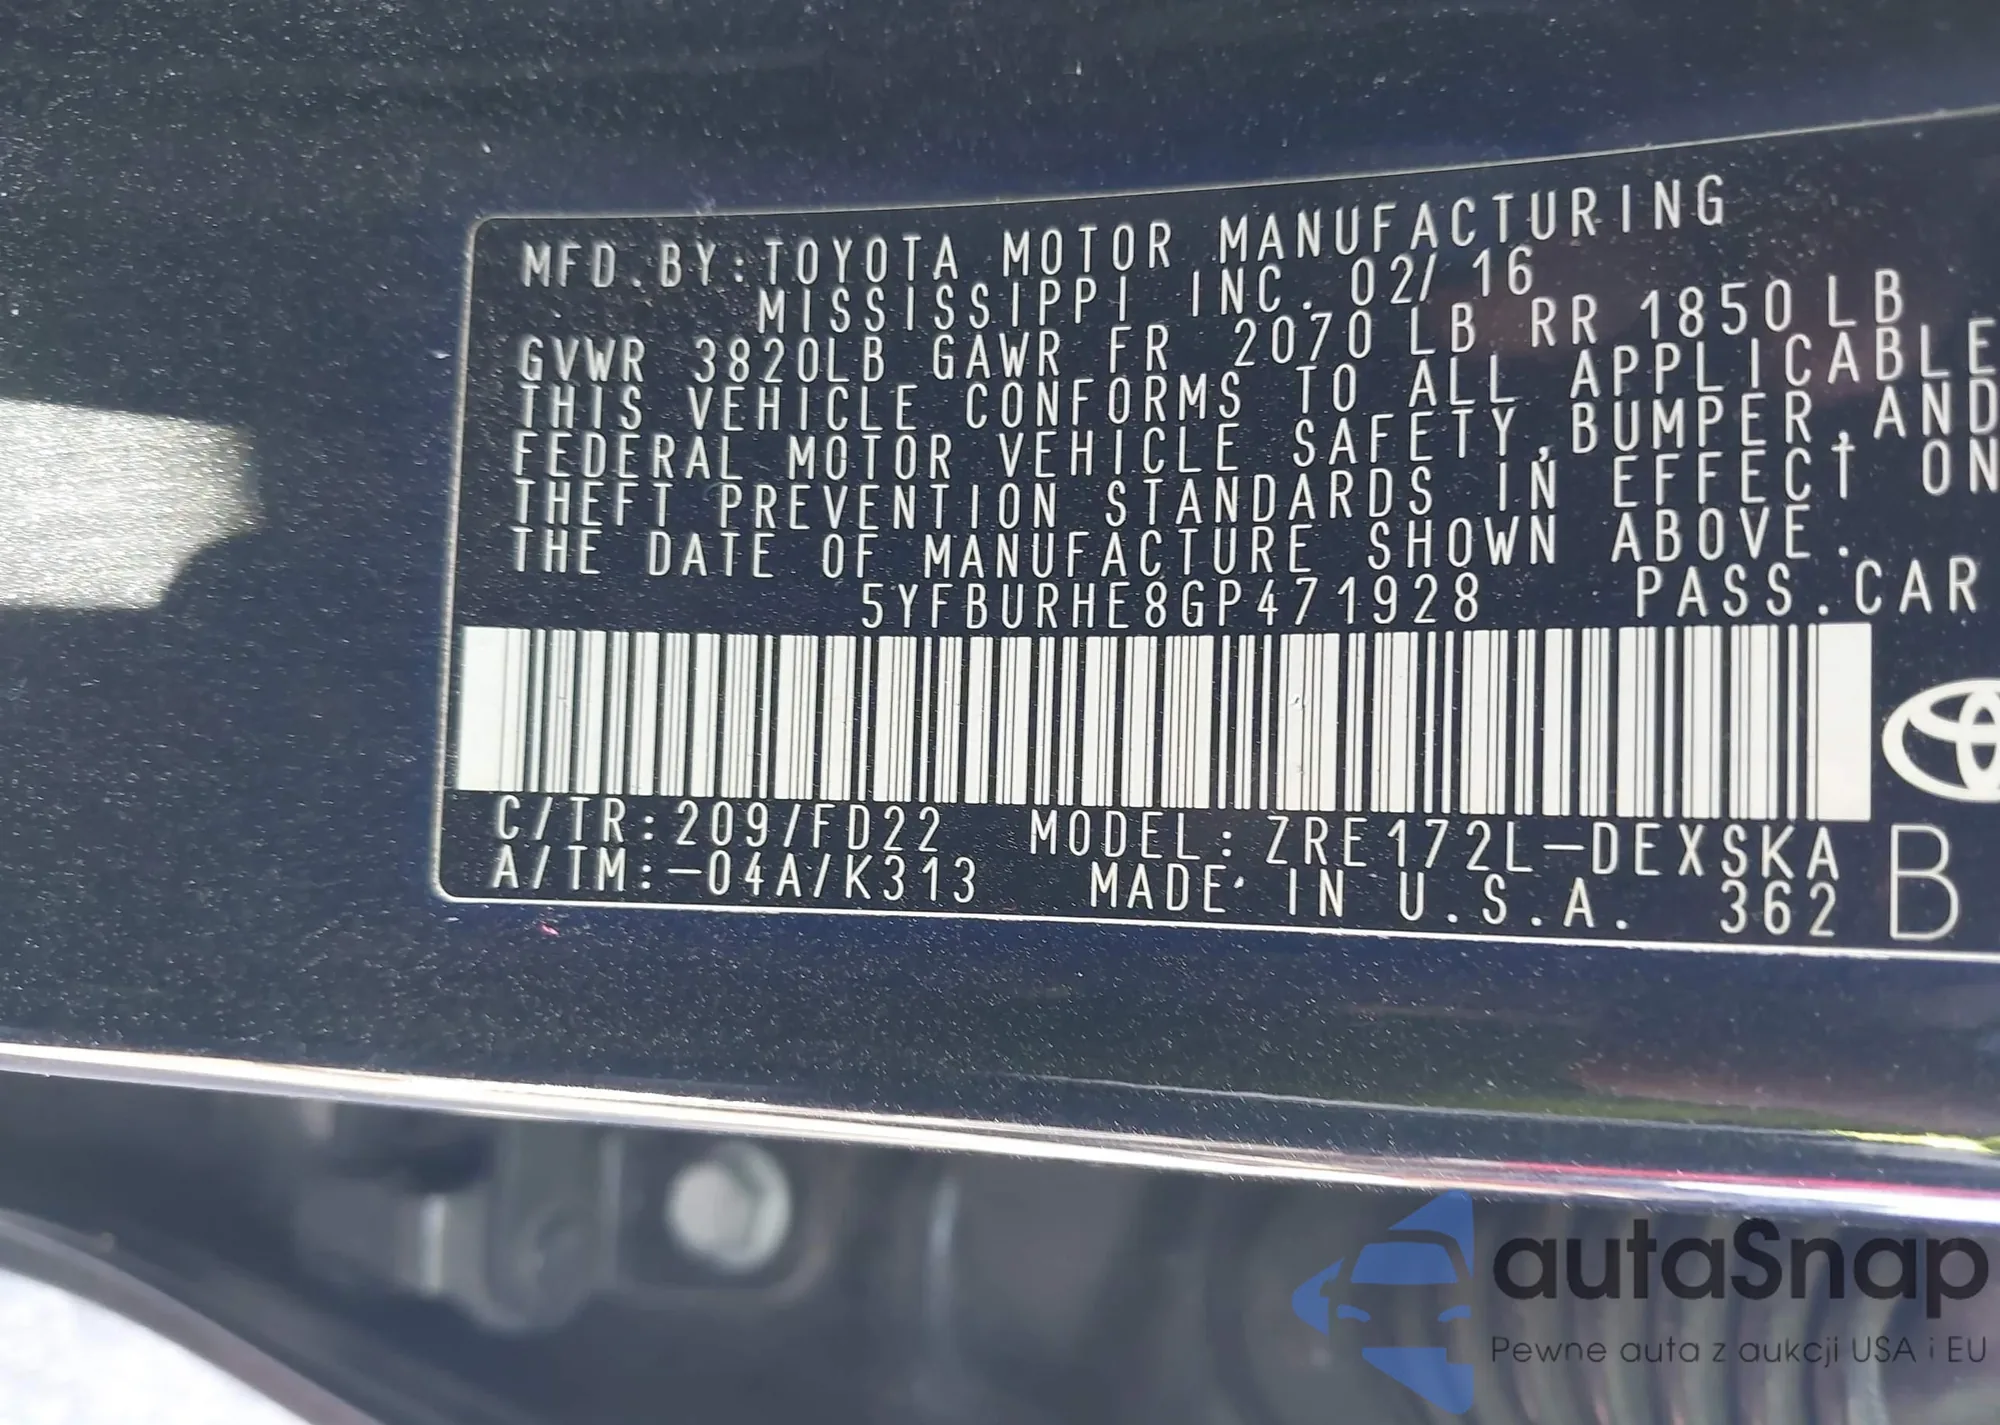 MFD.BY:TOYOTA MOTOR MANUFACTURING
MISSISSIPPI INC. 02/16
GVWR 3820LB GAWR FR 2070 LB RR 1850 LB
THIS VEHICLE CONFORMS TO ALL APPLICABLE
FEDERAL MOTOR VEHICLE SAFETY, BUMPER, AND
THEFT PREVENTION STANDARDS IN EFFECT ON
THE DATE OF MANUFACTURE SHOWN ABOVE.
5YFBURHE8GP471928 PASS.CAR
C/TR:209/FD22 MODEL:ZRE172L-DEXSKA
A/TM:-04A/K313 MADE IN U.S.A. 362 B
autaSnap
Pewne auta z aukcji USA i EU